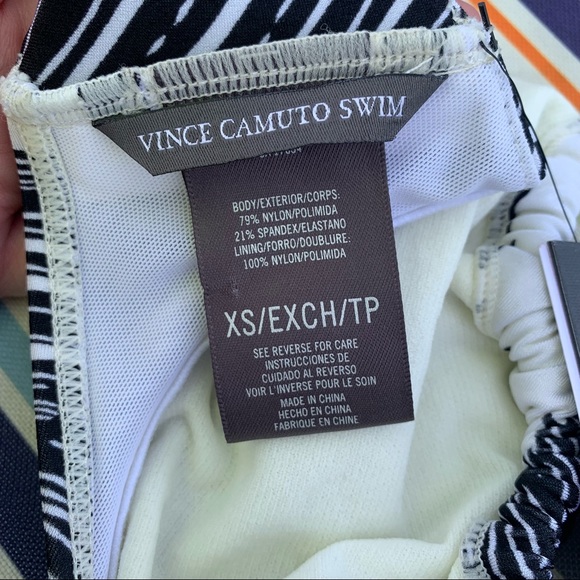 VINCE CAMUTO SWIM
BODY/EXTERIOR/CORPS:
79% NYLON/POLIMIDA
21% SPANDEX/ELASTANO
LINING/FORRO/DOUBLURE:
100% NYLON/POLIMIDA
XS/EXCH/TP
SEE REVERSE FOR CARE
INSTRUCCIONES DE
CUIDADO AL REVERSO
VOIR L'INVERSE POUR LE SOIN
MADE IN CHINA
HECHO EN CHINA
FABRIQUE EN CHINE